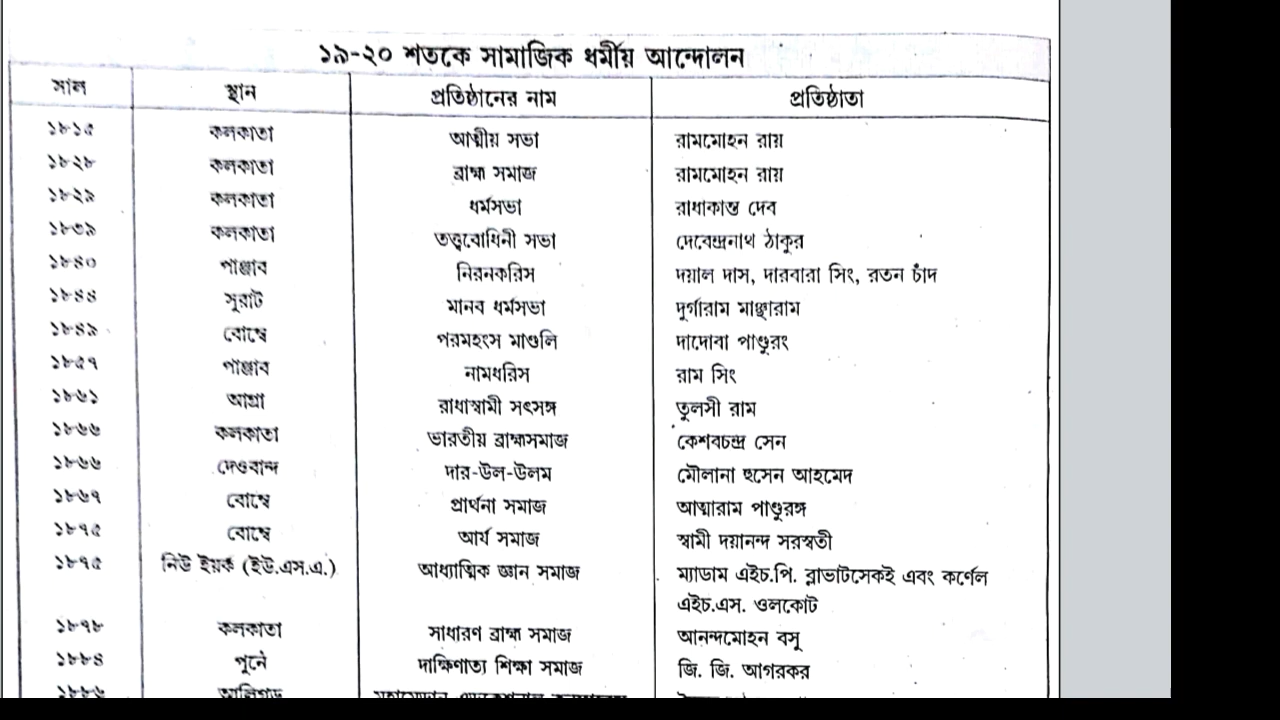 ১৯-২০ শতকে সামাজিক ধর্মীয় আন্দোলন
সাল স্থান প্রতিষ্ঠানের নাম প্রতিষ্ঠাতা
১৮১৫ কলকাতা আত্মীয় সভা রামমোহন রায়
১৮২৮ কলকাতা ব্রাহ্ম সমাজ রামমোহন রায়
১৮২৯ কলকাতা ধর্মসভা রাধাকান্ত দেব
১৮৩৯ কলকাতা তত্ত্ববোধিনী সভা দেবেন্দ্রনাথ ঠাকুর
১৮৪০ পাঞ্জাব নিরনকরিস দয়াল দাস, দারবারা সিং, রতন চাঁদ
১৮৪৪ সুরাট মানব ধর্মসভা দুর্গারাম মাঞ্ছারাম
১৮৪৯ বোম্বে পরমহংস মাণ্ডলি দাদোবা পাণ্ডুরং
১৮৫৭ পাঞ্জাব নামধরিস রাম সিং
১৮৬১ আগ্রা রাধাস্বামী সৎসঙ্গ তুলসী রাম
১৮৬৬ কলকাতা ভারতীয় ব্রাহ্মসমাজ কেশবচন্দ্র সেন
১৮৬৬ দেওবান্দ দার-উল-উলম মৌলানা হুসেন আহমেদ
১৮৬৭ বোম্বে প্রার্থনা সমাজ আত্মারাম পাণ্ডুরঙ্গ
১৮৭৫ বোম্বে আর্য সমাজ স্বামী দয়ানন্দ সরস্বতী
১৮৭৫ নিউ ইয়র্ক (ইউ.এস.এ.) আধ্যাত্মিক জ্ঞান সমাজ ম্যাডাম এইচ.পি. ব্লাভাটসেকই এবং কর্ণেল
এইচ.এস. ওলকোট
১৮৭৮ কলকাতা সাধারণ ব্রাহ্ম সমাজ আনন্দমোহন বসু
১৮৮৪ পুনে দাক্ষিণাত্য শিক্ষা সমাজ জি. জি. আগরকর
১৮৮৬ আলিগড়